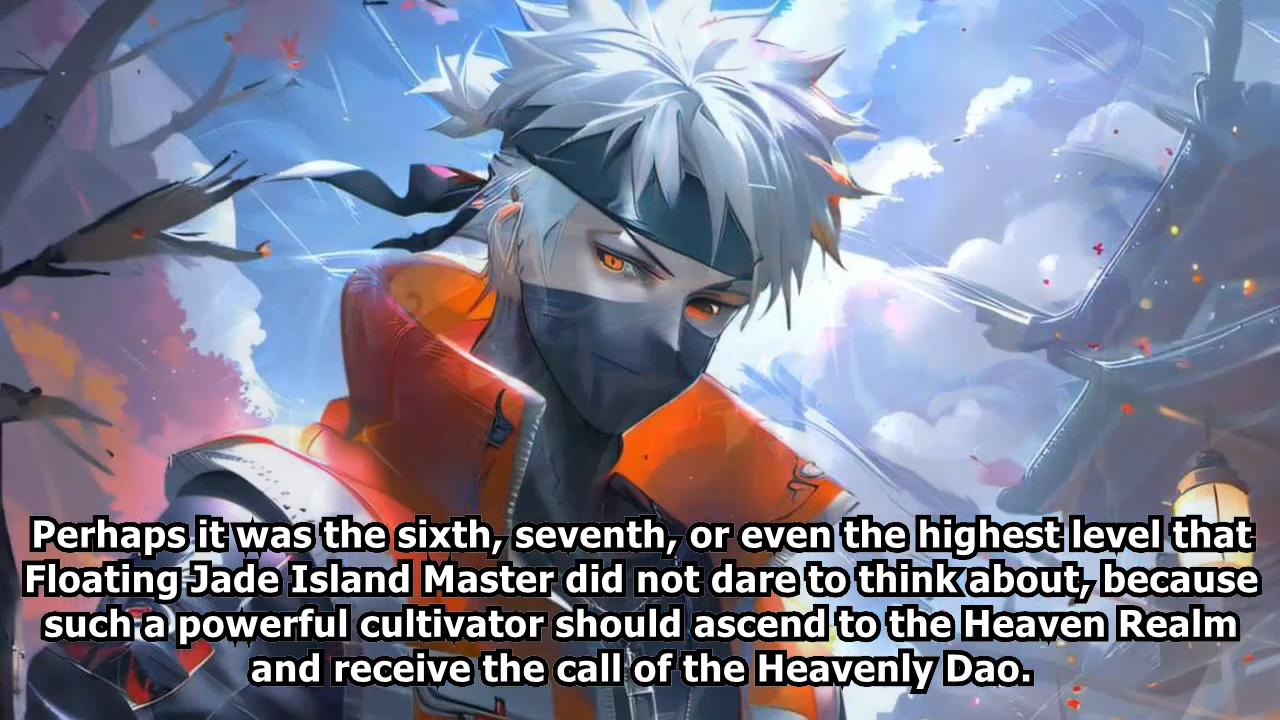 Perhaps it was the sixth, seventh, or even the highest level that
Floating Jade Island Master did not dare to think about, because
such a powerful cultivator should ascend to the Heaven Realm
and receive the call of the Heavenly Dao.